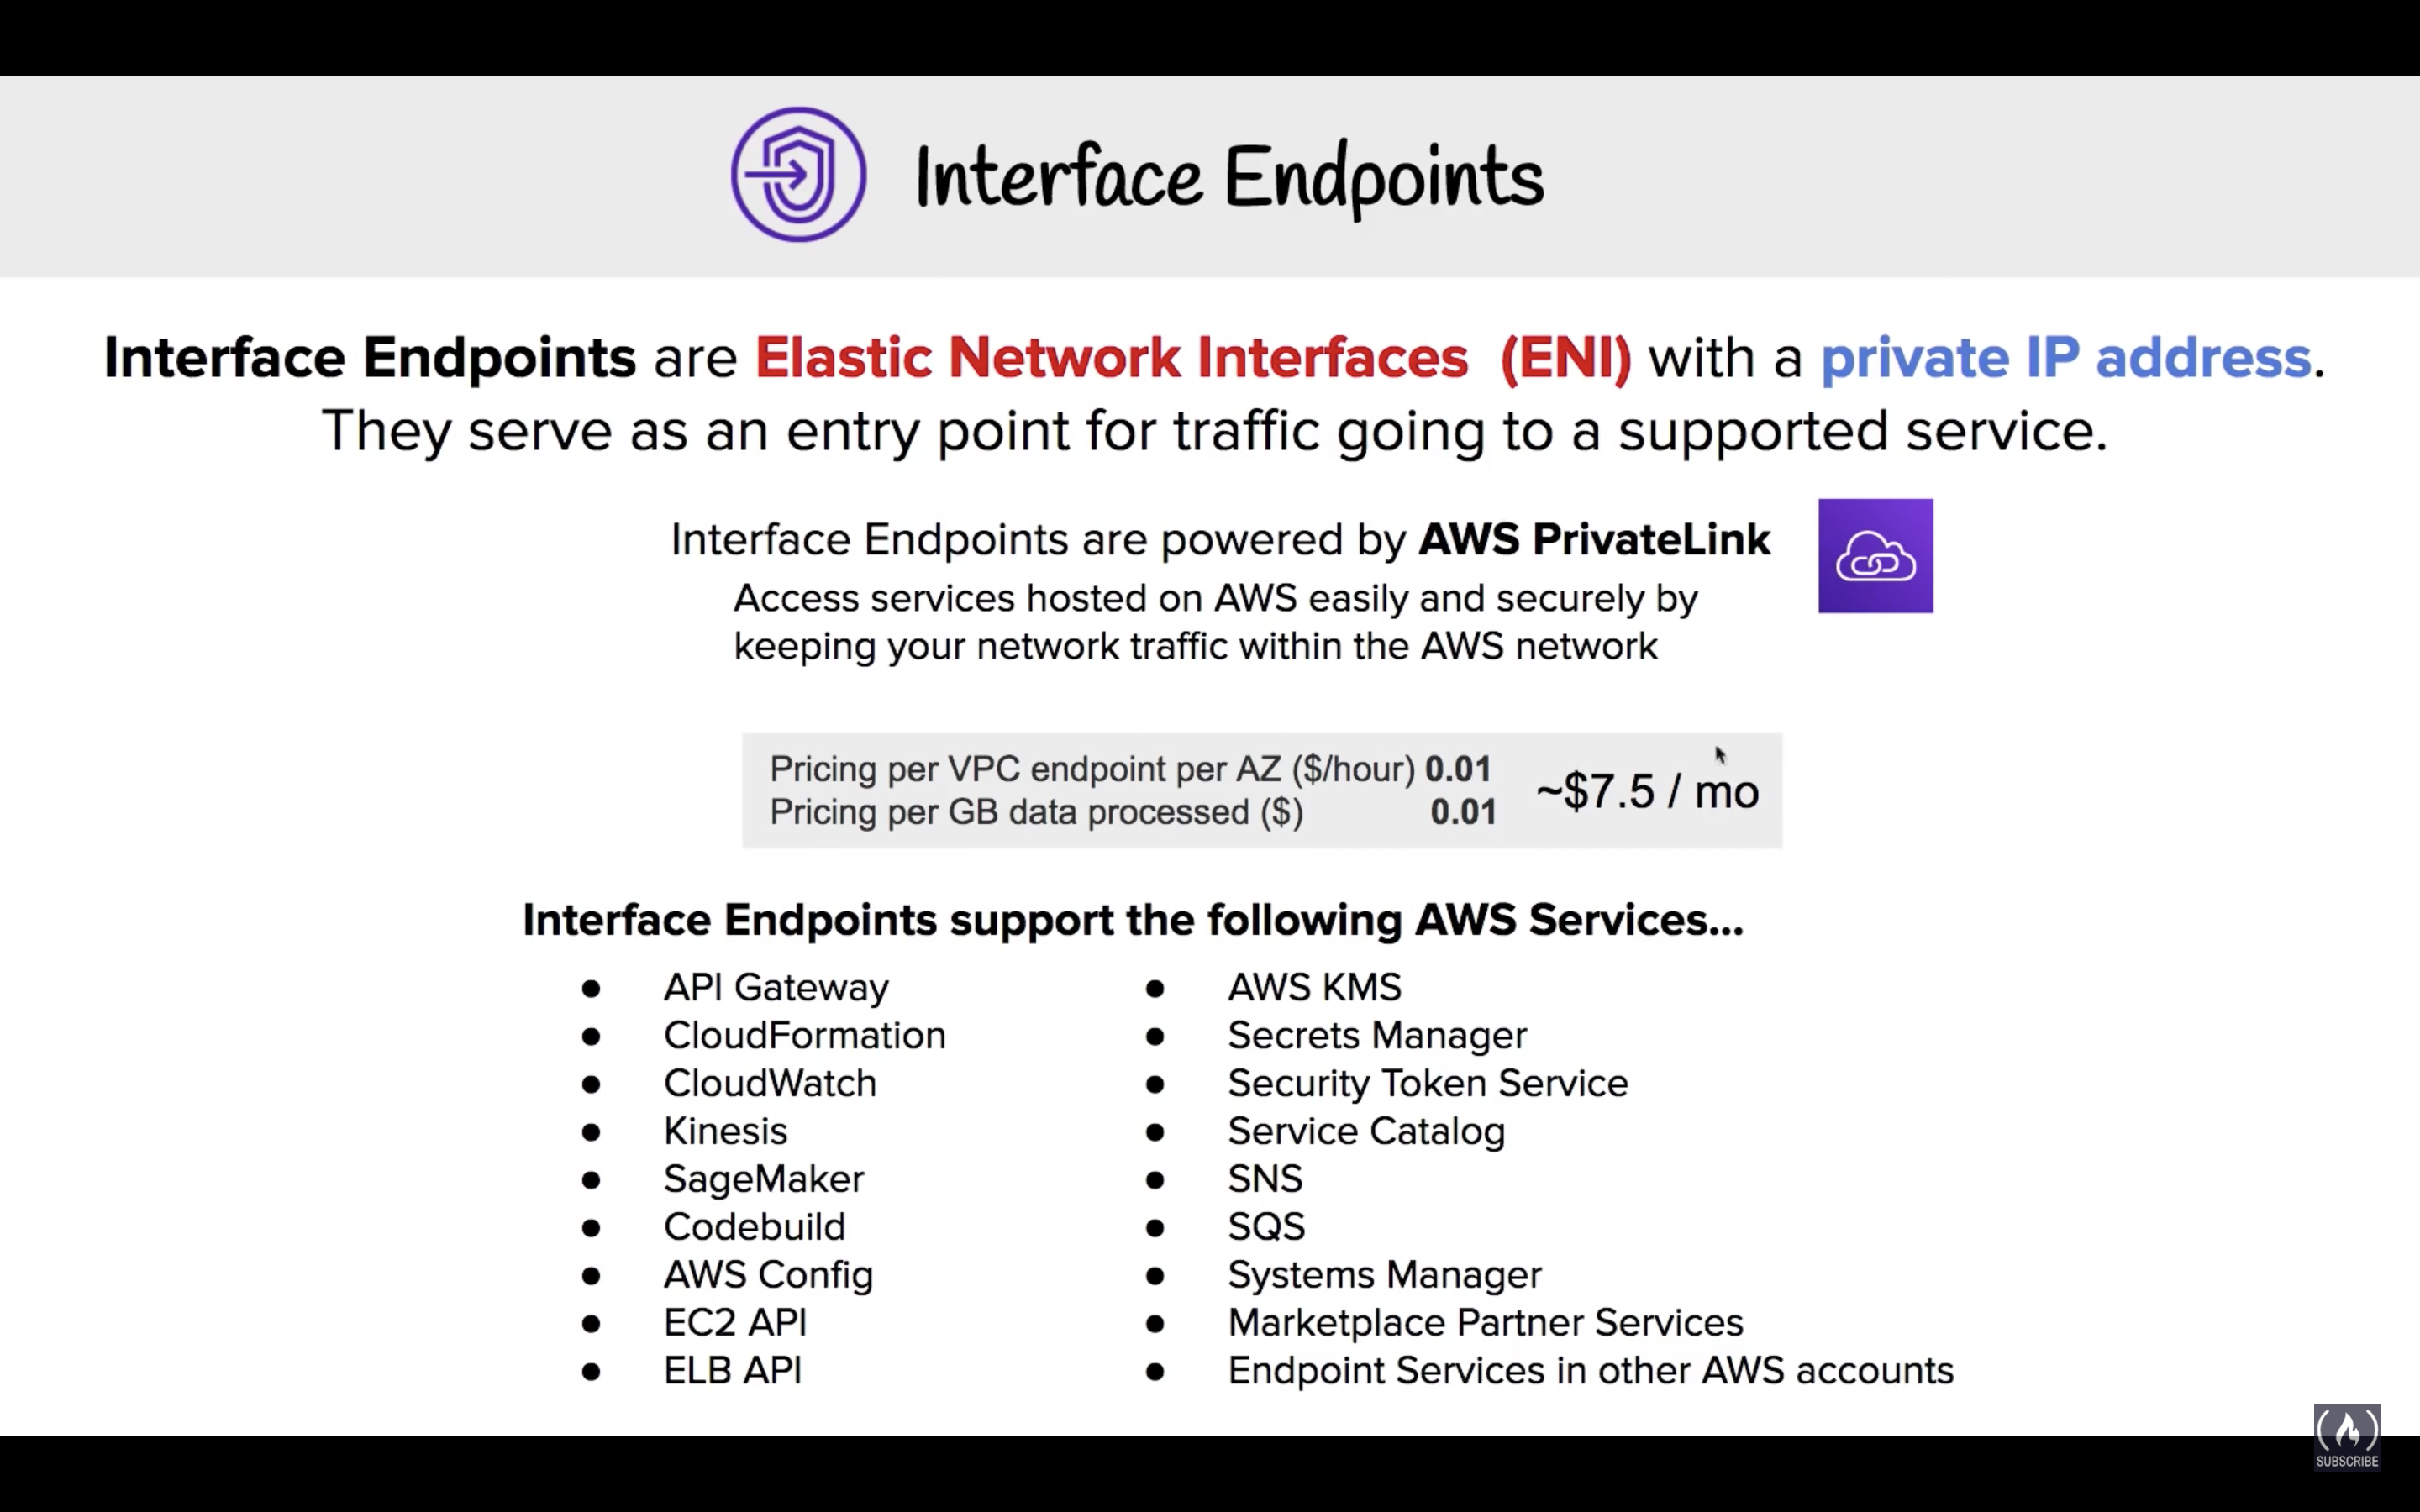 Interface Endpoints
Interface Endpoints are Elastic Network Interfaces (ENI) with a private IP address.
They serve as an entry point for traffic going to a supported service.
Interface Endpoints are powered by AWS PrivateLink
Access services hosted on AWS easily and securely by
keeping your network traffic within the AWS network
Pricing per VPC endpoint per AZ ($/hour) 0.01
Pricing per GB data processed ($) 0.01
~$7.5 / mo
Interface Endpoints support the following AWS Services...
● API Gateway
● CloudFormation
● CloudWatch
● Kinesis
● SageMaker
● Codebuild
● AWS Config
● EC2 API
● ELB API
● AWS KMS
● Secrets Manager
● Security Token Service
● Service Catalog
● SNS
● SQS
● Systems Manager
● Marketplace Partner Services
● Endpoint Services in other AWS accounts
SUBSCRIBE